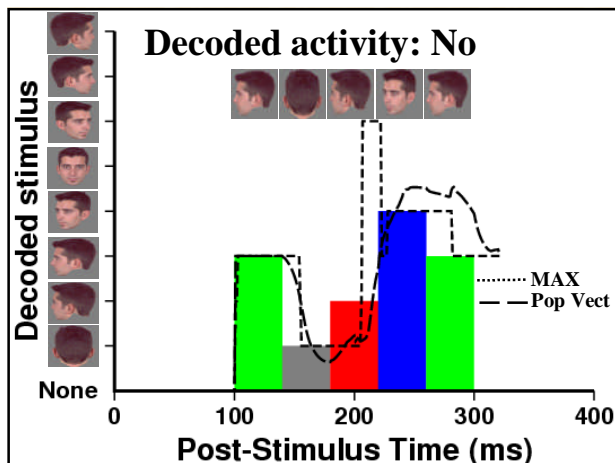 Decoded activity: No
Decoded stimulus
None
MAX
Pop Vect
0 100 200 300 400
Post-Stimulus Time (ms)